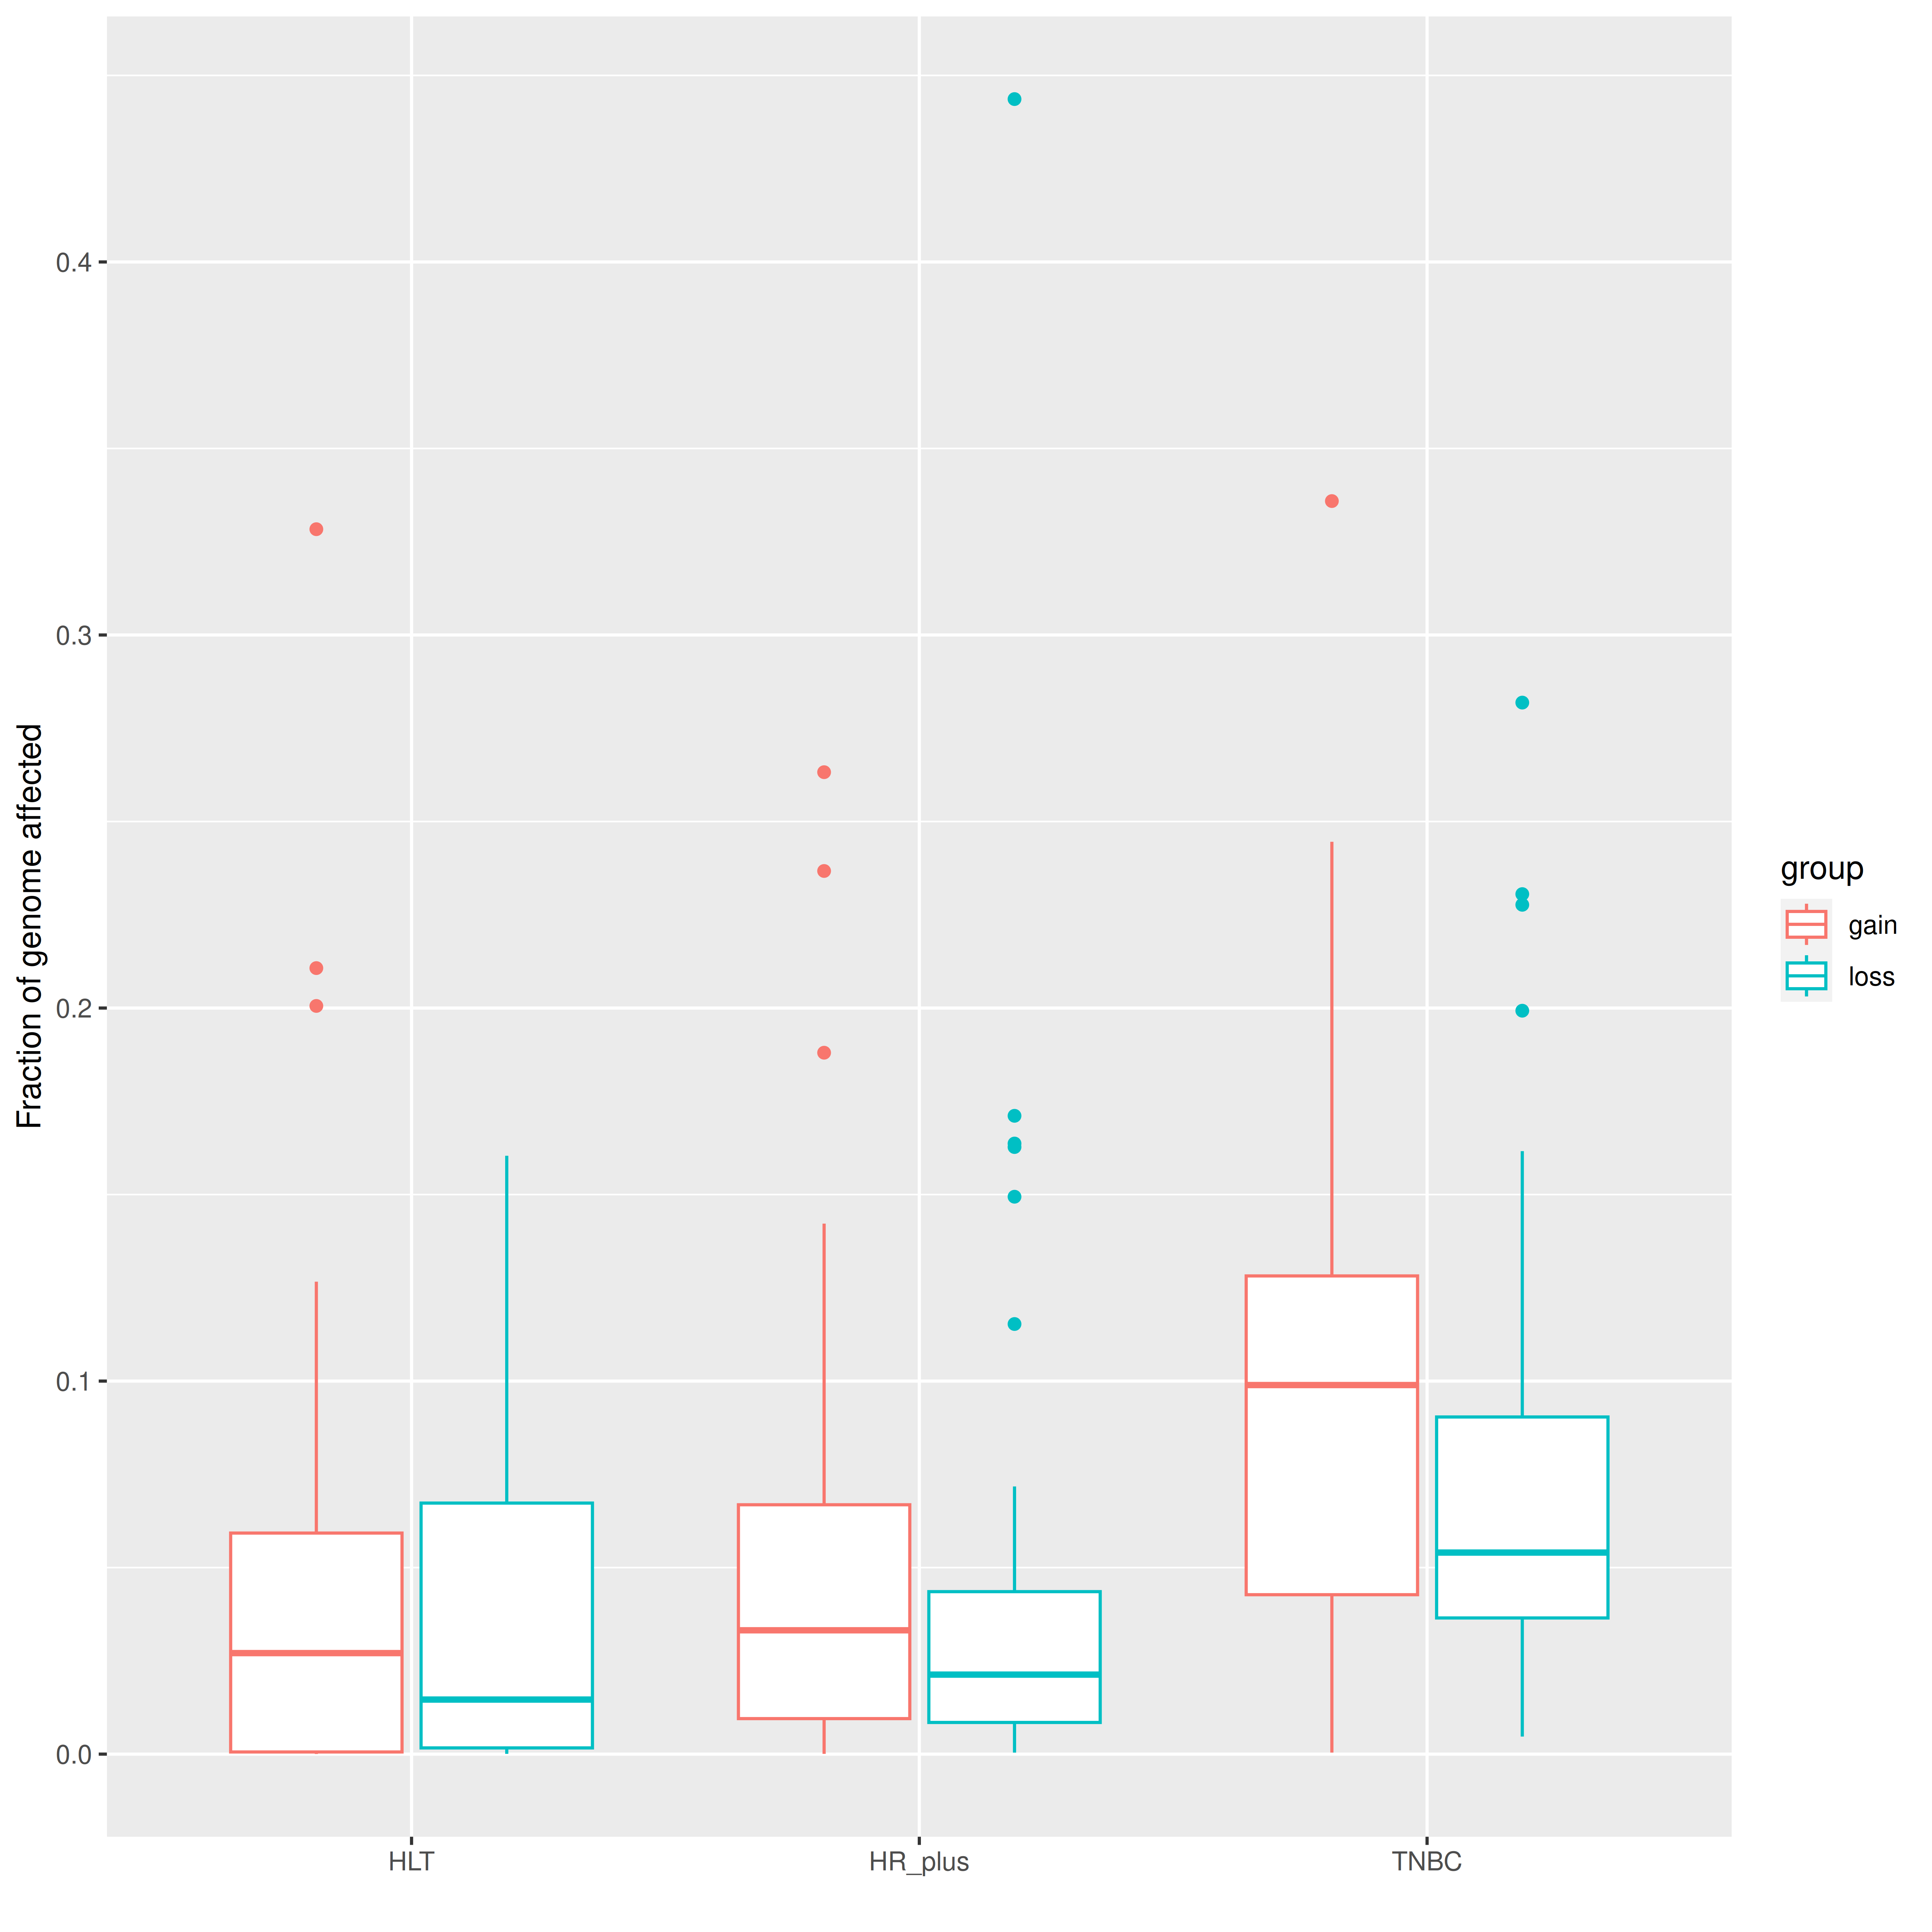 Fraction of genome affected
0.4
0.3
0.2
0.1
0.0
HLT
HR_plus
TNBC
group
gain
loss